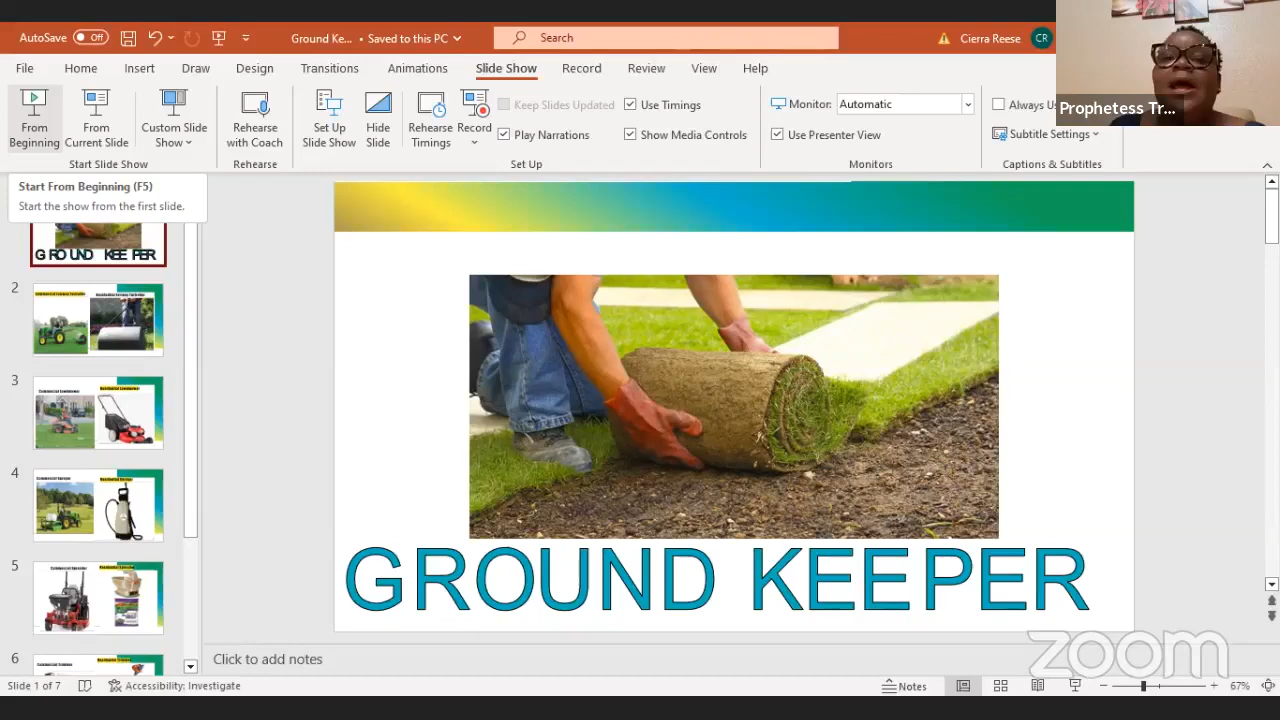 AutoSave Off
Ground Ke... • Saved to this PC
Search
Cierra Reese CR
File Home Insert Draw Design Transitions Animations Slide Show Record Review View Help
From Beginning
From Current Slide
Custom Slide Show
Start Slide Show
Rehearse with Coach
Rehearse
Set Up Slide Show
Hide Slide
Rehearse Timings
Record
Keep Slides Updated
Play Narrations
Use Timings
Show Media Controls
Set Up
Monitor: Automatic
Use Presenter View
Monitors
Always U
Subtitle Settings
Captions & Subtitles
Prophetess Tr...
Start From Beginning (F5)
Start the show from the first slide.
GROUND KEEPER
2
3
Commercial Lawnmower
Residential Lawnmower
4
5
6
GROUND KEEPER
Click to add notes
zoom
Slide 1 of 7
Accessibility: Investigate
Notes
67%